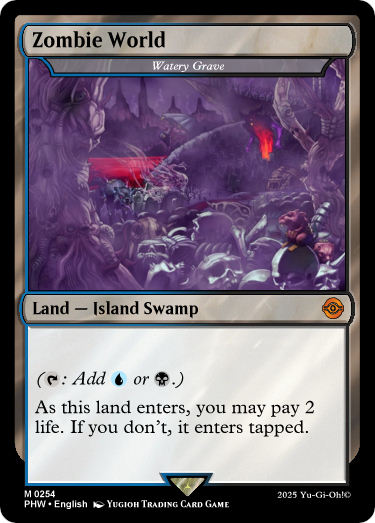 Zombie World
Watery Grave
Land — Island Swamp
(: Add or .)
As this land enters, you may pay 2
life. If you don't, it enters tapped.
M 0254
PHW • English Yugioh Trading Card Game
2025 Yu-Gi-Oh!©